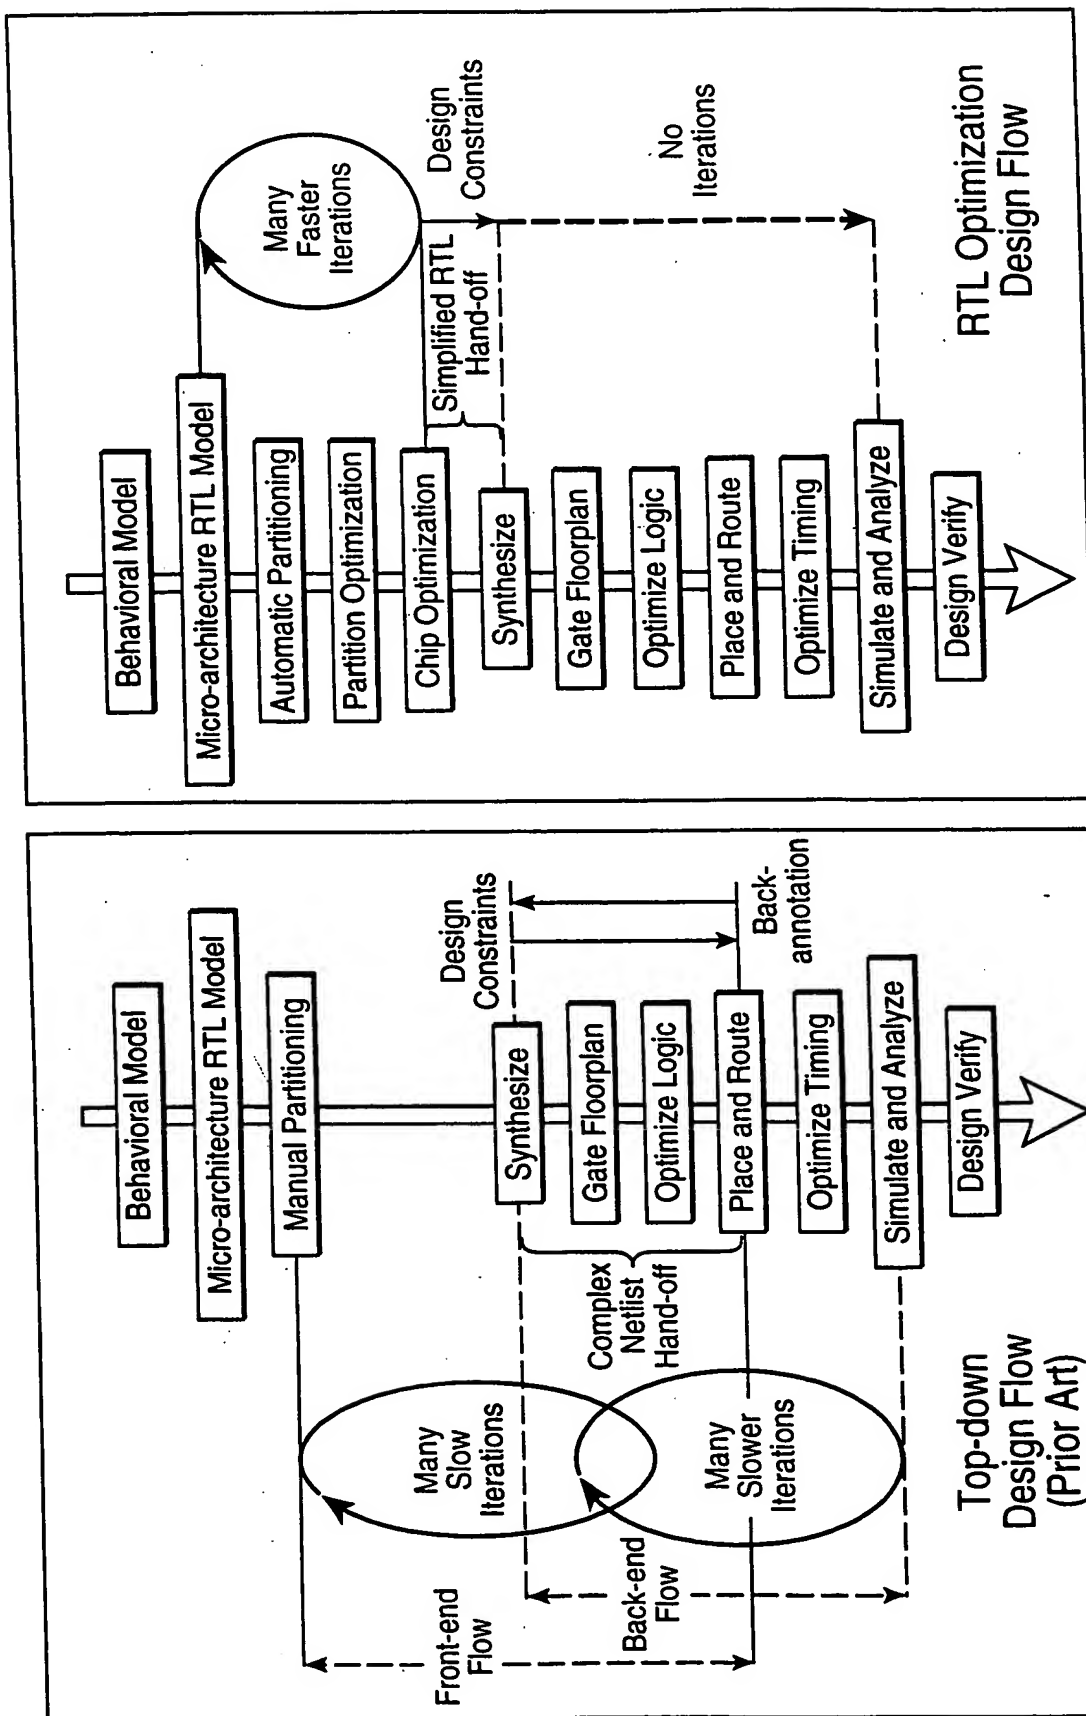 Behavioral Model
Micro-architecture RTL Model
Manual Partitioning
Synthesize
Gate Floorplan
Optimize Logic
Place and Route
Optimize Timing
Simulate and Analyze
Design Verify
Design
Constraints
Back-
annotation
Complex
Netlist
Hand-off
Many
Slow
Iterations
Many
Slower
Iterations
Front-end
Flow
Back-end
Flow
Top-down
Design Flow
(Prior Art)
Behavioral Model
Micro-architecture RTL Model
Automatic Partitioning
Partition Optimization
Chip Optimization
Synthesize
Gate Floorplan
Optimize Logic
Place and Route
Optimize Timing
Simulate and Analyze
Design Verify
Many
Faster
Iterations
Simplified RTL
Hand-off
Design
Constraints
No
Iterations
RTL Optimization
Design Flow